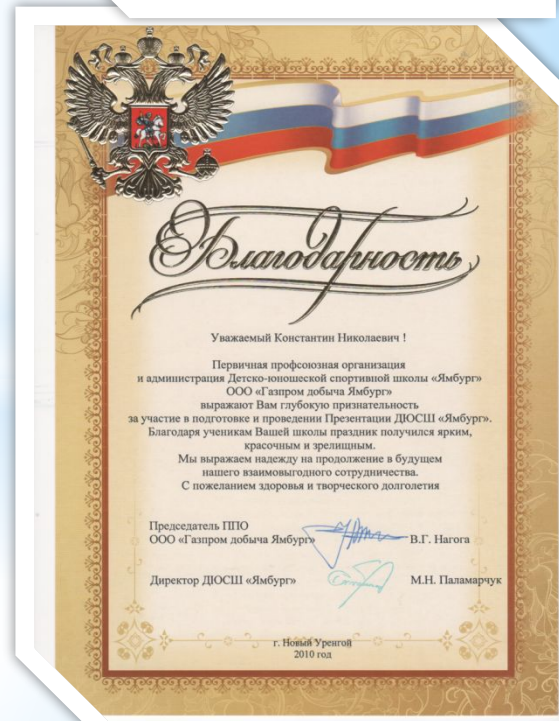 Благодарность
Уважаемый Константин Николаевич !
Первичная профсоюзная организация
и администрация Детско-юношеской спортивной школы «Ямбург»
ООО «Газпром добыча Ямбург»
выражают Вам глубокую признательность
за участие в подготовке и проведении Презентации ДЮСШ «Ямбург».
Благодаря ученикам Вашей школы праздник получился ярким,
красочным и зрелищным.
Мы выражаем надежду на продолжение в будущем
нашего взаимовыгодного сотрудничества.
С пожеланием здоровья и творческого долголетия
Председатель ППО
ООО «Газпром добыча Ямбург» В.Г. Нагога
Директор ДЮСШ «Ямбург» М.Н. Паламарчук
г. Новый Уренгой
2010 год